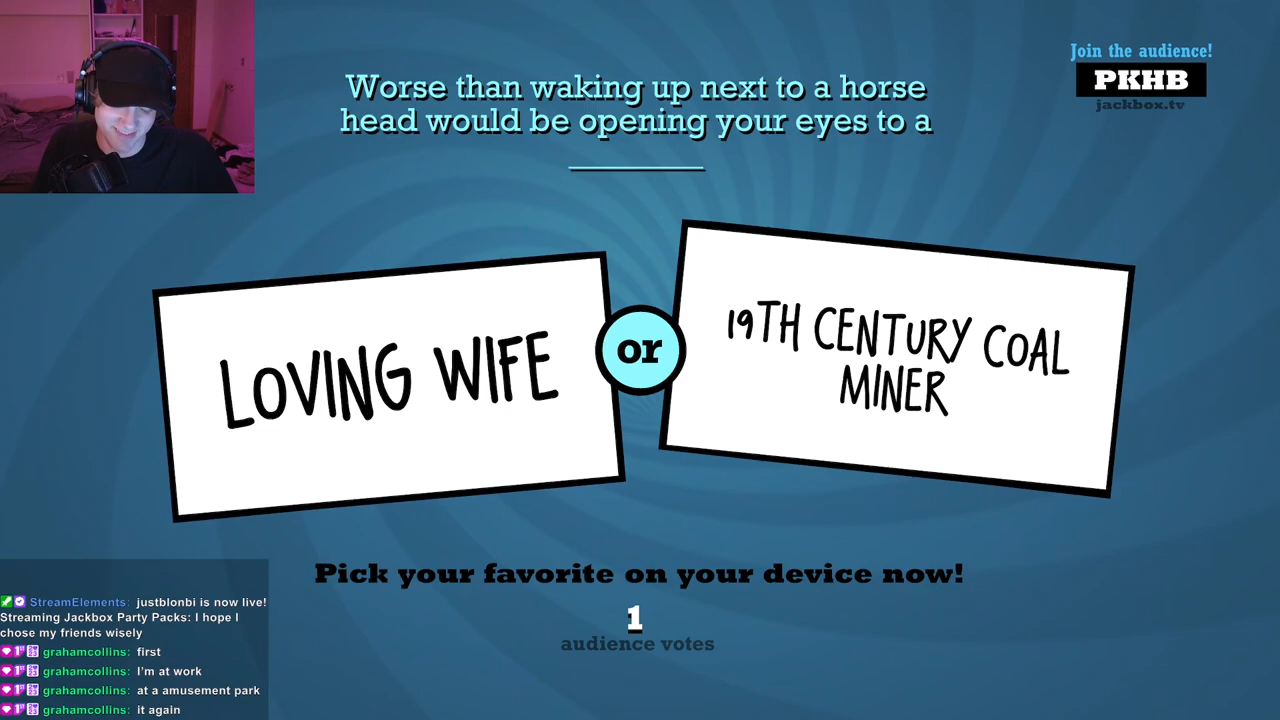 Join the audience!
PKHB
jackbox.tv
Worse than waking up next to a horse
head would be opening your eyes to a
LOVING WIFE
or
19TH CENTURY COAL
MINER
Pick your favorite on your device now!
1
audience votes
StreamElements: justblonbi is now live!
Streaming Jackbox Party Packs: I hope I
chose my friends wisely
grahamcollins: first
grahamcollins: I'm at work
grahamcollins: at a amusement park
grahamcollins: it again